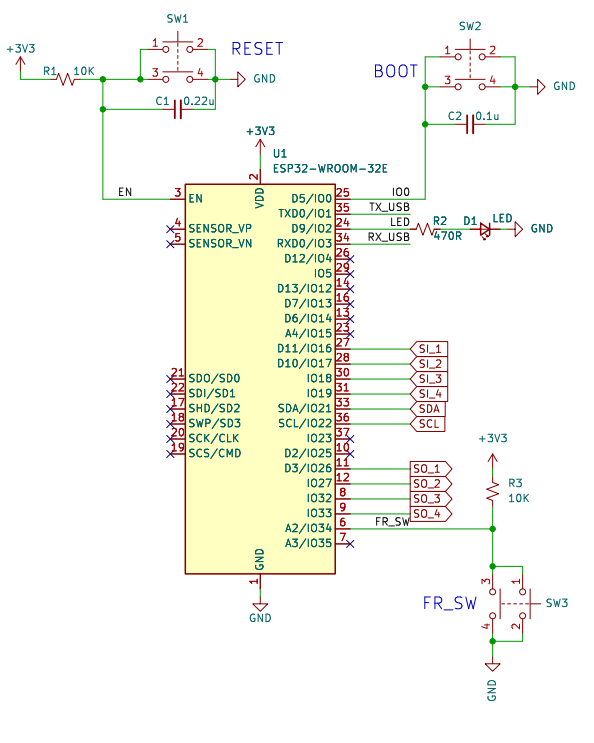 SW1
+3V3
R1 10K
1 2
3 4
RESET
GND
C1 0.22u
SW2
BOOT
1 2
3 4
GND
C2 0.1u
+3V3
U1
ESP32-WROOM-32E
2
VDD
EN 3 EN
4 SENSOR_VP
5 SENSOR_VN
21 SDO/SD0
22 SDI/SD1
17 SHD/SD2
18 SWP/SD3
20 SCK/CLK
19 SCS/CMD
D5/IO0 25 IO0
TXD0/IO1 35 TX_USB
D9/IO2 24 LED
R2
470R
D1 LED
GND
RXD0/IO3 34 RX_USB
D12/IO4 26
IO5 29
D13/IO12 14
D7/IO13 16
D6/IO14 13
A4/IO15 23
D11/IO16 27 SI_1
D10/IO17 28 SI_2
IO18 30 SI_3
IO19 31 SI_4
SDA/IO21 33 SDA
SCL/IO22 36 SCL
IO23 37
D2/IO25 10
D3/IO26 11 SO_1
IO27 12 SO_2
IO32 8 SO_3
IO33 9 SO_4
A2/IO34 6 FR_SW
A3/IO35 7
GND
1
GND
+3V3
R3
10K
3 1
FR_SW
SW3
4 2
GND